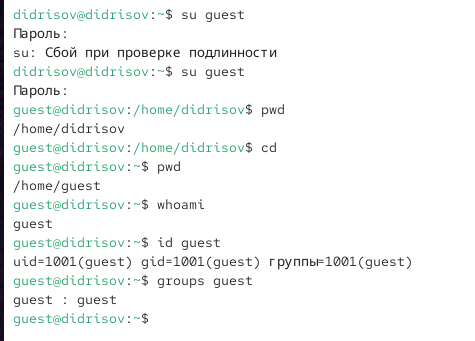 didrisov@didrisov:~$ su guest
Пароль:
su: Сбой при проверке подлинности
didrisov@didrisov:~$ su guest
Пароль:
guest@didrisov:/home/didrisov$ pwd
/home/didrisov
guest@didrisov:/home/didrisov$ cd
guest@didrisov:~$ pwd
/home/guest
guest@didrisov:~$ whoami
guest
guest@didrisov:~$ id guest
uid=1001(guest) gid=1001(guest) группы=1001(guest)
guest@didrisov:~$ groups guest
guest : guest
guest@didrisov:~$